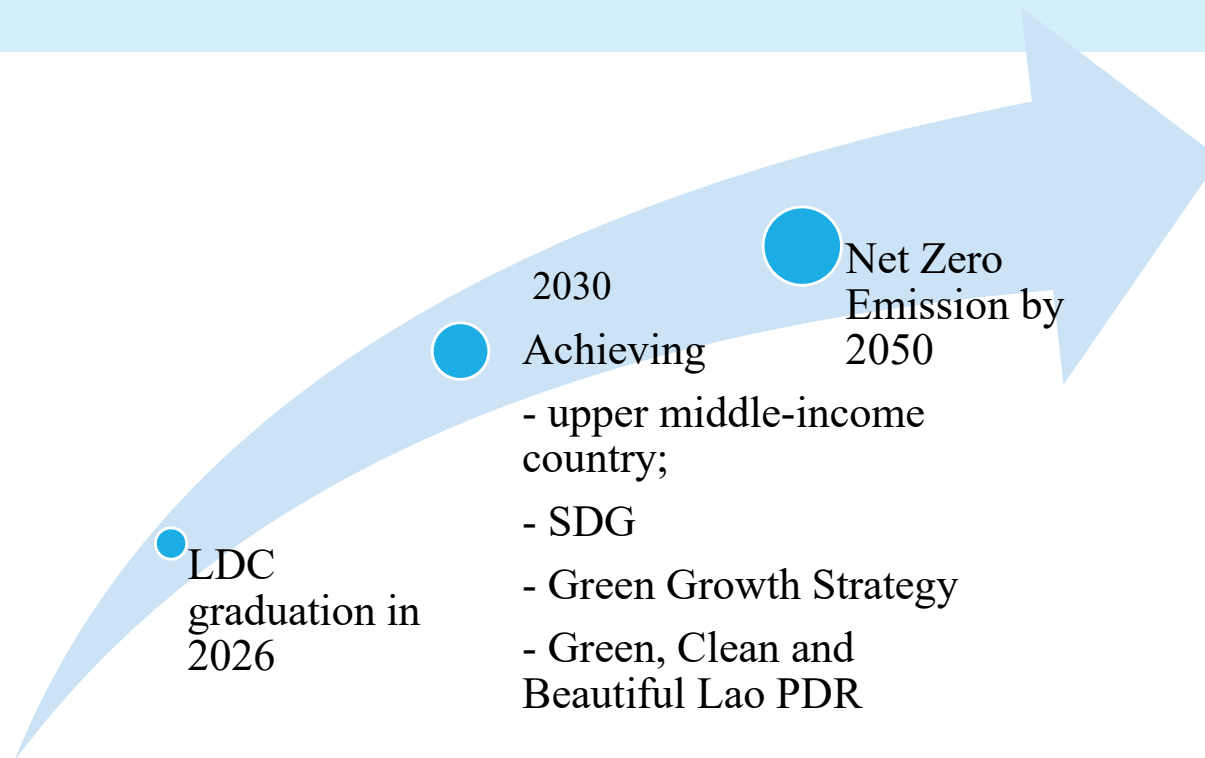 LDC
graduation in
2026
2030
Achieving
- upper middle-income
country;
- SDG
- Green Growth Strategy
- Green, Clean and
Beautiful Lao PDR
Net Zero
Emission by
2050